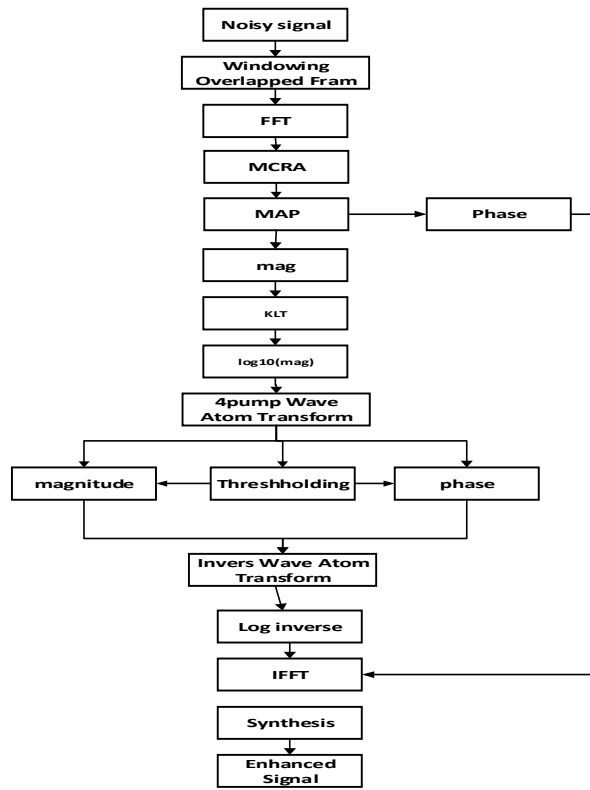 Noisy signal
Windowing
Overlapped Fram
FFT
MCRA
MAP
Phase
mag
KLT
log10(mag)
4pump Wave
Atom Transform
magnitude
Threshholding
phase
Invers Wave Atom
Transform
Log inverse
IFFT
Synthesis
Enhanced
Signal